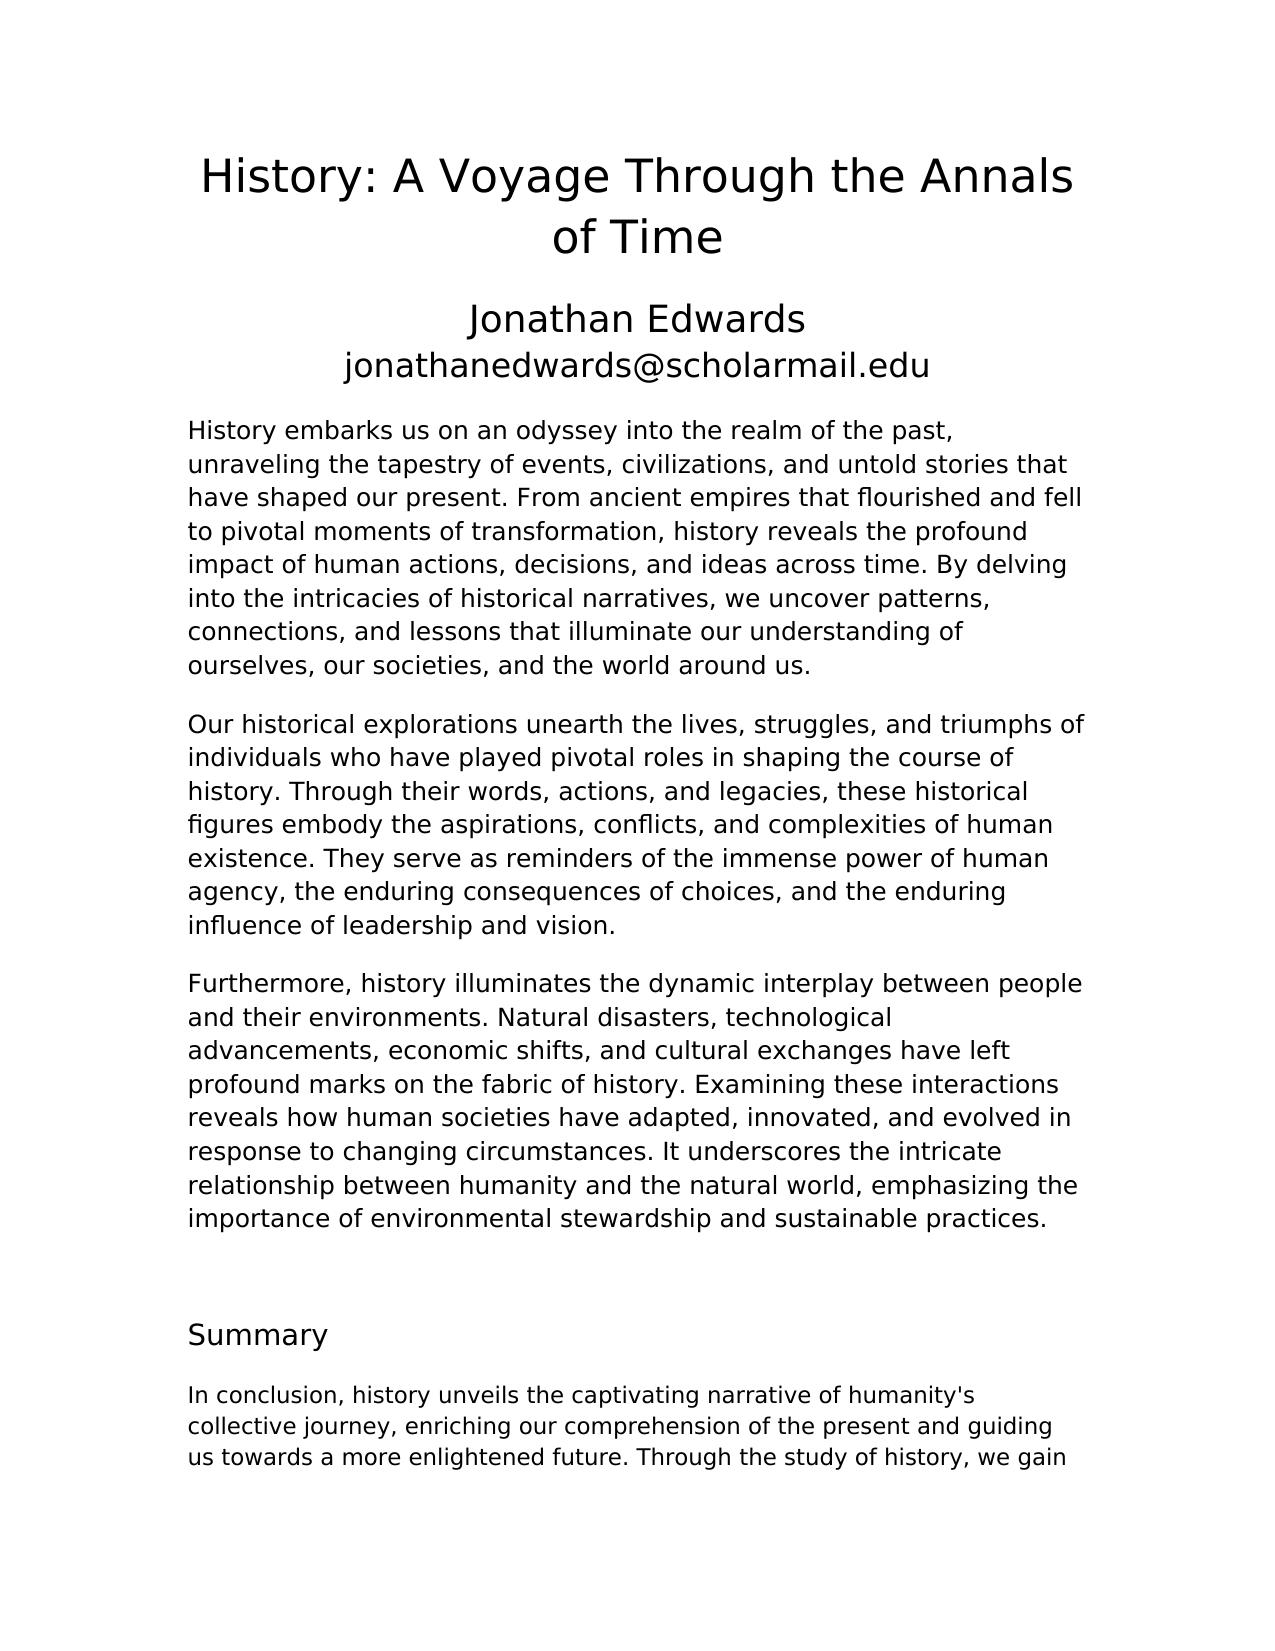 History: A Voyage Through the Annals
of Time
Jonathan Edwards
jonathanedwards@scholarmail.edu
History embarks us on an odyssey into the realm of the past,
unraveling the tapestry of events, civilizations, and untold stories that
have shaped our present. From ancient empires that flourished and fell
to pivotal moments of transformation, history reveals the profound
impact of human actions, decisions, and ideas across time. By delving
into the intricacies of historical narratives, we uncover patterns,
connections, and lessons that illuminate our understanding of
ourselves, our societies, and the world around us.
Our historical explorations unearth the lives, struggles, and triumphs of
individuals who have played pivotal roles in shaping the course of
history. Through their words, actions, and legacies, these historical
figures embody the aspirations, conflicts, and complexities of human
existence. They serve as reminders of the immense power of human
agency, the enduring consequences of choices, and the enduring
influence of leadership and vision.
Furthermore, history illuminates the dynamic interplay between people
and their environments. Natural disasters, technological
advancements, economic shifts, and cultural exchanges have left
profound marks on the fabric of history. Examining these interactions
reveals how human societies have adapted, innovated, and evolved in
response to changing circumstances. It underscores the intricate
relationship between humanity and the natural world, emphasizing the
importance of environmental stewardship and sustainable practices.
Summary
In conclusion, history unveils the captivating narrative of humanity's
collective journey, enriching our comprehension of the present and guiding
us towards a more enlightened future. Through the study of history, we gain